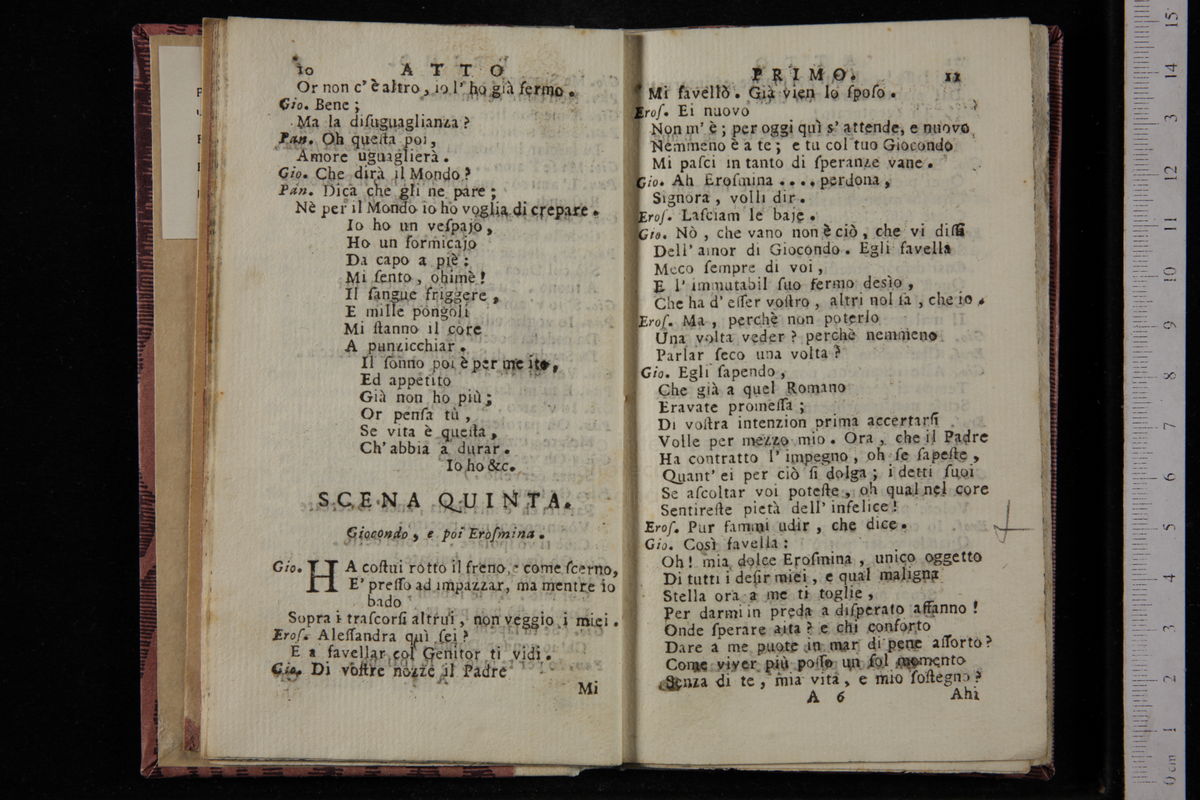 10 ATTO
Or non c' è altro, io l' ho già fermo.
Gio. Bene;
Ma la disuguaglianza?
Pan. Oh questa poi,
Amore uguaglierà.
Gio. Che dirà il Mondo?
Pan. Dica che gli ne pare;
Nè per il Mondo io ho voglia di crepare.
Io ho un vespajo,
Ho un formicajo
Da capo a piè:
Mi sento, ohimè!
Il sangue friggere,
E mille pongoli
Mi stanno il core
A punzicchiar.
Il sonno poi è per me ito,
Ed appetito
Già non ho più;
Or pensa tù,
Se vita è questa,
Ch' abbia a durar.
Io ho &c.
SCENA QUINTA.
Giocondo, e poi Erosmina.
Gio. HA costui rotto il freno, e come scerno,
E' presso ad impazzar, ma mentre io
bado
Sopra i trascorsi altrui, non veggio i miei.
Eros. Alessandra quì sei?
E a favellar col Genitor ti vidi.
Gio. Di vostre nozze il Padre
Mi
PRIMO. 11
Mi favellò. Già vien lo sposo.
Eros. Ei nuovo
Non m' è; per oggi quì s' attende, e nuovo
Nemmeno è a te; e tu col tuo Giocondo
Mi pasci in tanto di speranze vane.
Gio. Ah Erosmina .... perdona,
Signora, volli dir.
Eros. Lasciam le baje.
Gio. Nò, che vano non è ciò, che vi dissi
Dell' amor di Giocondo. Egli favella
Meco sempre di voi,
E l' immutabil suo fermo desìo,
Che ha d' esser vostro, altri nol sa, che io.
Eros. Ma, perchè non poterlo
Una volta veder? perchè nemmeno
Parlar seco una volta?
Gio. Egli sapendo,
Che già a quel Romano
Eravate promessa;
Di vostra intenzion prima accertarsi
Volle per mezzo mio. Ora, che il Padre
Ha contratto l' impegno, oh se sapeste,
Quant' ei per ciò si dolga; i detti suoi
Se ascoltar voi poteste, oh qual nel core
Sentireste pietà dell' infelice!
Eros. Pur fammi udir, che dice.
Gio. Così favella:
Oh! mia dolce Erosmina, unico oggetto
Di tutti i desir miei, e qual maligna
Stella ora a me ti toglie,
Per darmi in preda a disperato affanno!
Onde sperare aita? e chi conforto
Dare a me puote in mar di pene assorto?
Come viver più posso un sol momento
Senza di te, mia vita, e mio sostegno?
A 6 Ahi